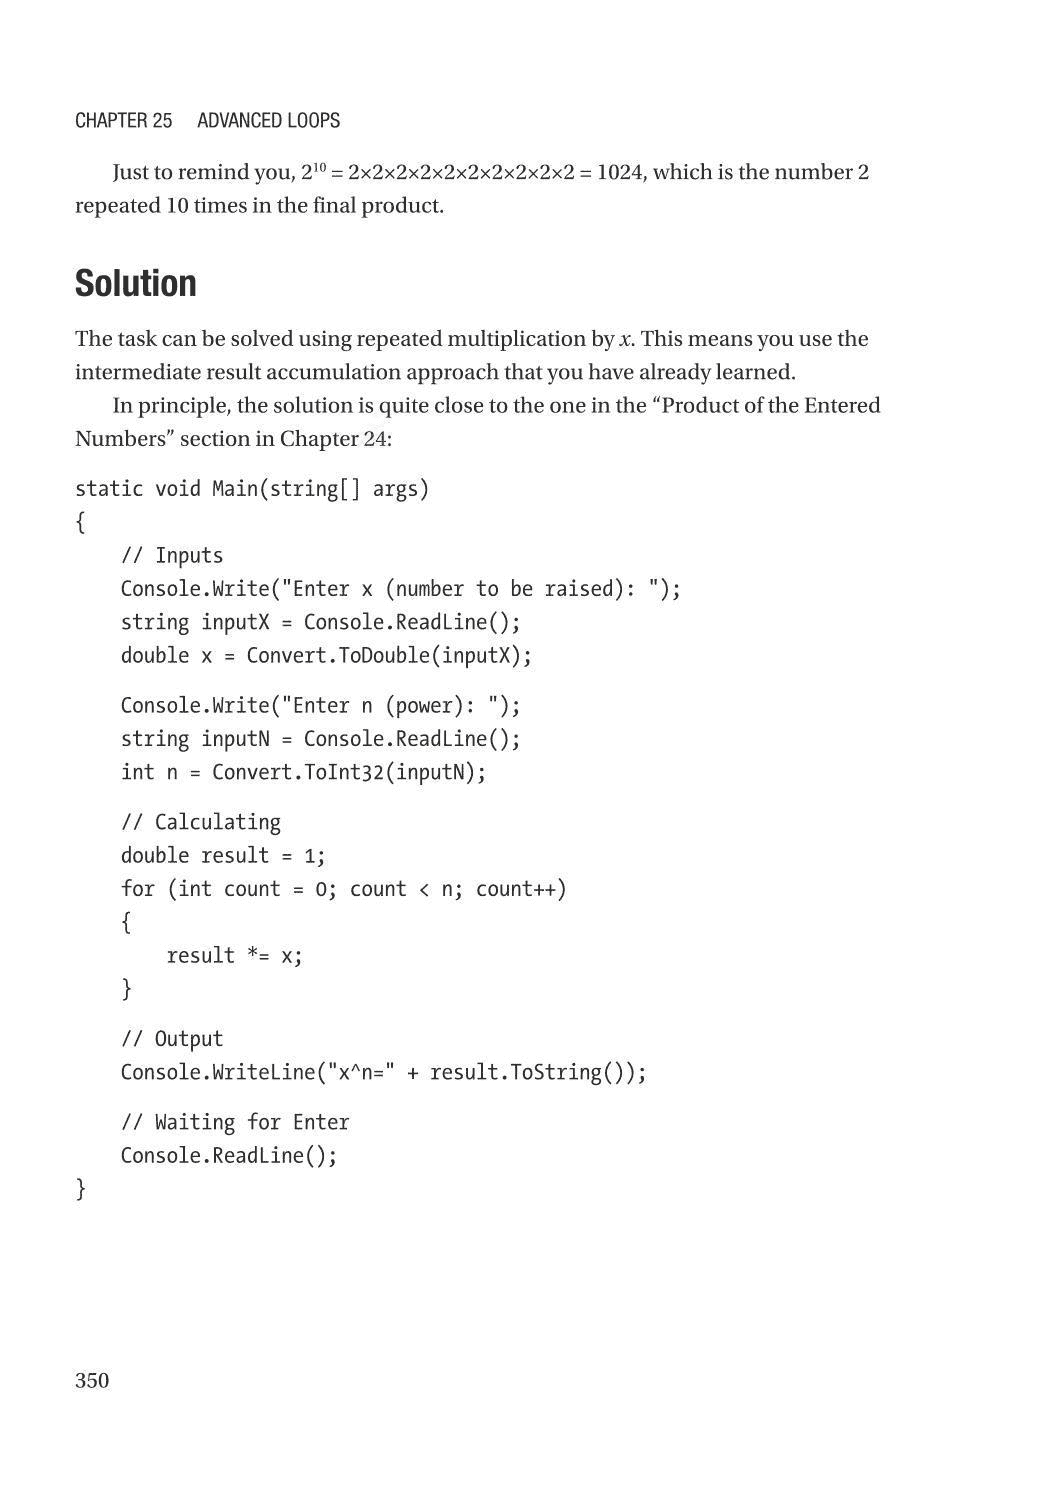 CHAPTER 25 ADVANCED LOOPS
Just to remind you, 2¹⁰ = 2×2×2×2×2×2×2×2×2×2 = 1024, which is the number 2
repeated 10 times in the final product.
Solution
The task can be solved using repeated multiplication by x. This means you use the
intermediate result accumulation approach that you have already learned.
In principle, the solution is quite close to the one in the “Product of the Entered
Numbers” section in Chapter 24:
static void Main(string[] args)
{
    // Inputs
    Console.Write("Enter x (number to be raised): ");
    string inputX = Console.ReadLine();
    double x = Convert.ToDouble(inputX);
    Console.Write("Enter n (power): ");
    string inputN = Console.ReadLine();
    int n = Convert.ToInt32(inputN);
    // Calculating
    double result = 1;
    for (int count = 0; count < n; count++)
    {
        result *= x;
    }
    // Output
    Console.WriteLine("x^n=" + result.ToString());
    // Waiting for Enter
    Console.ReadLine();
}
350